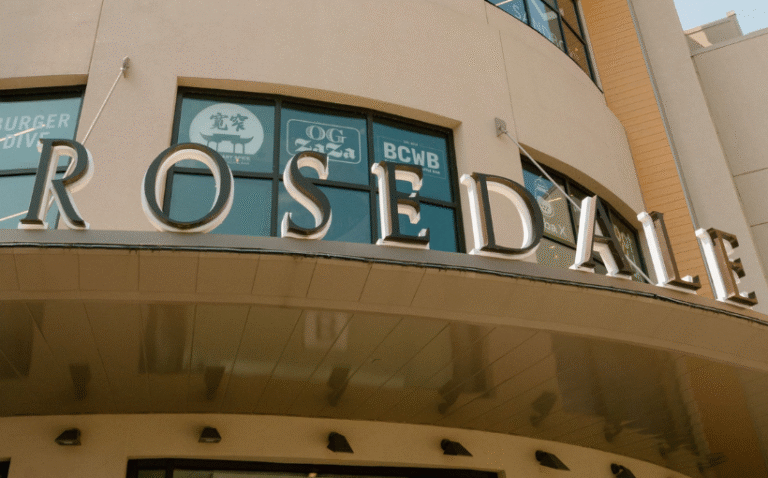 BURGER
DIVE
寬窄
OG
ZaZa
BCWB
ROSEDALE